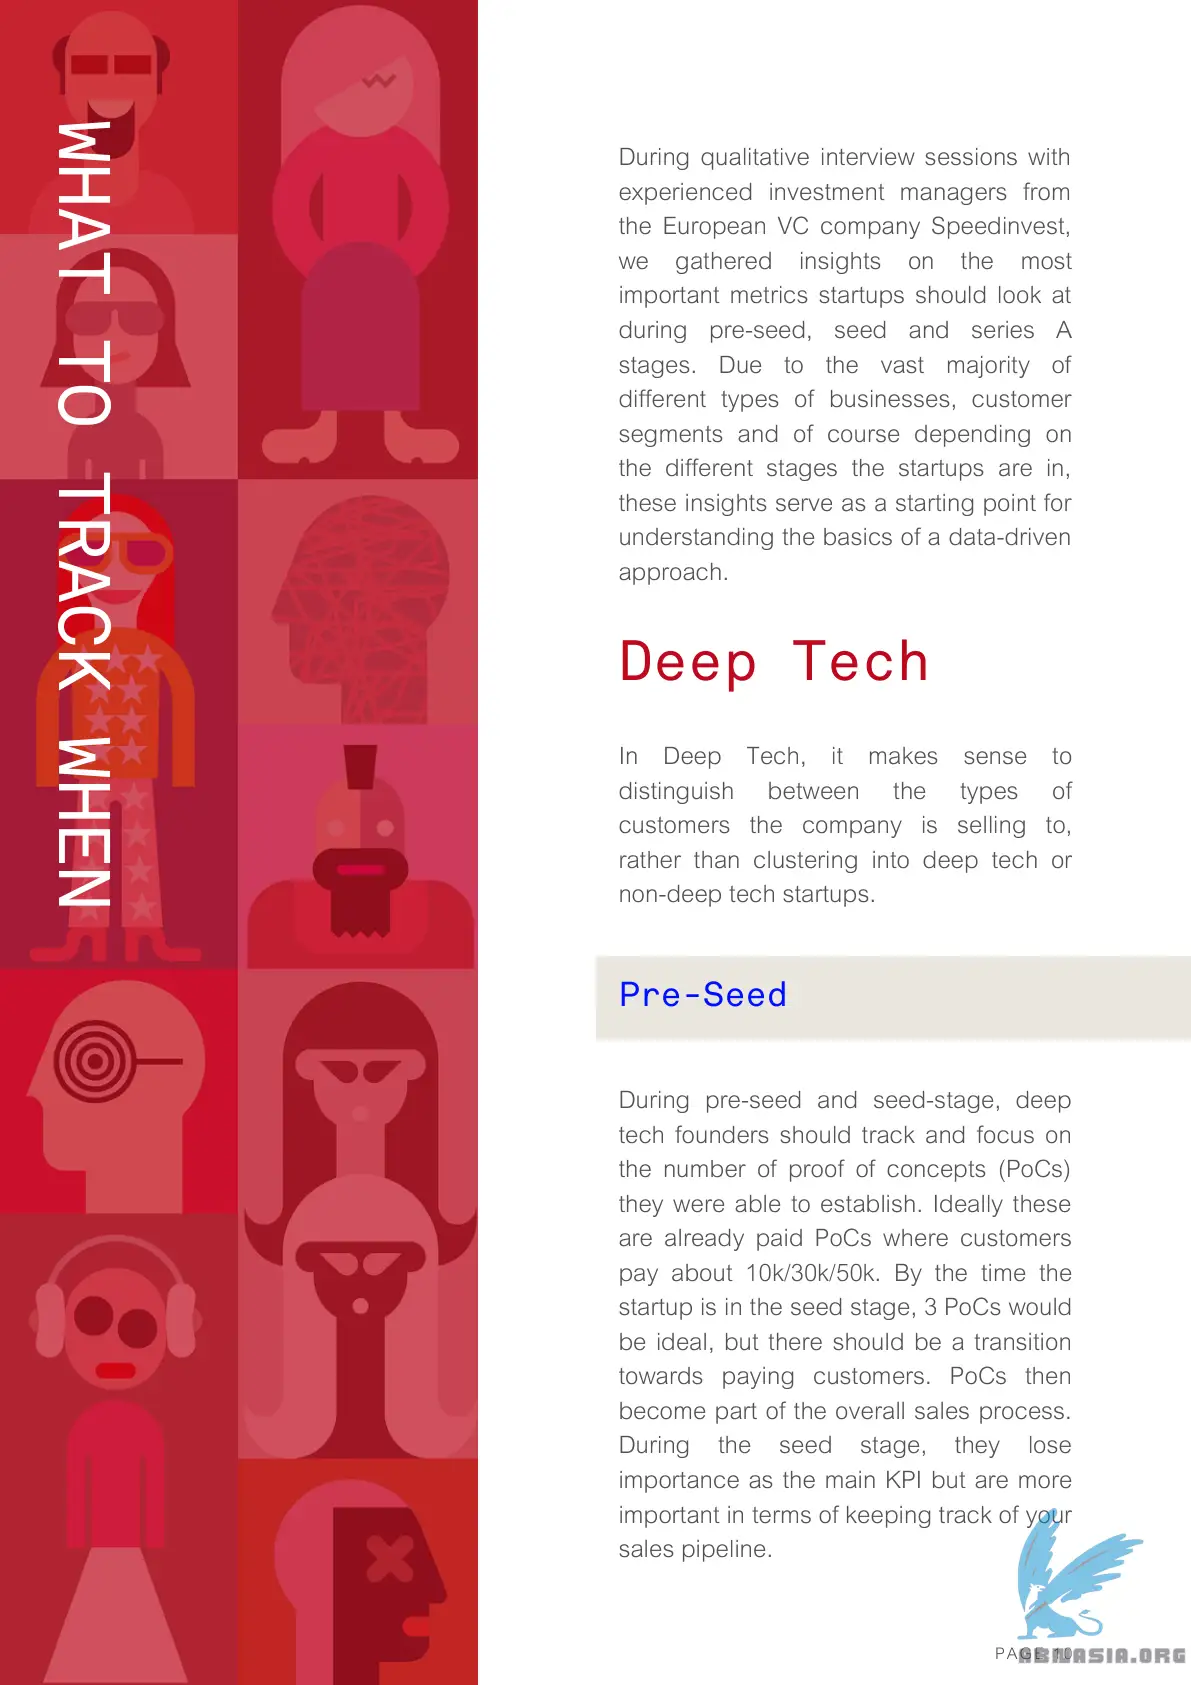 WHAT TO TRACK WHEN
During qualitative interview sessions with
experienced investment managers from
the European VC company Speedinvest,
we gathered insights on the most
important metrics startups should look at
during pre-seed, seed and series A
stages. Due to the vast majority of
different types of businesses, customer
segments and of course depending on
the different stages the startups are in,
these insights serve as a starting point for
understanding the basics of a data-driven
approach.
Deep Tech
In Deep Tech, it makes sense to
distinguish between the types of
customers the company is selling to,
rather than clustering into deep tech or
non-deep tech startups.
Pre-Seed
During pre-seed and seed-stage, deep
tech founders should track and focus on
the number of proof of concepts (PoCs)
they were able to establish. Ideally these
are already paid PoCs where customers
pay about 10k/30k/50k. By the time the
startup is in the seed stage, 3 PoCs would
be ideal, but there should be a transition
towards paying customers. PoCs then
become part of the overall sales process.
During the seed stage, they lose
importance as the main KPI but are more
important in terms of keeping track of your
sales pipeline.
PAGE 10
ABINASIA.ORG